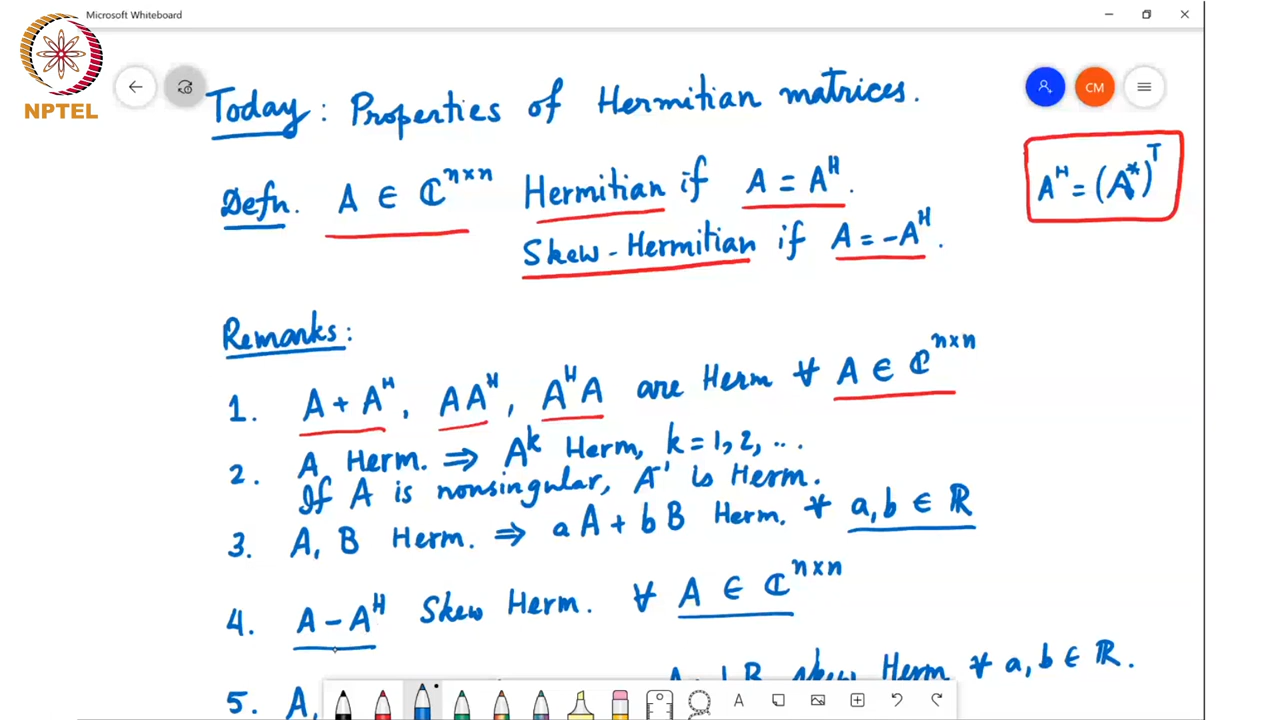 Microsoft Whiteboard
NPTEL
CM
Today: Properties of Hermitian matrices.
Defn. A ∈ ℂ^{n×n} Hermitian if A = A^H.
A^H = (A^*)^T
Skew-Hermitian if A = -A^H.
Remarks:
1. A + A^H, AA^H, A^H A are Herm ∀ A ∈ ℂ^{n×n}
2. A Herm. ⇒ A^k Herm, k = 1, 2, ...
If A is nonsingular, A^{-1} is Herm.
3. A, B Herm. ⇒ aA + bB Herm. ∀ a, b ∈ ℝ
4. A - A^H Skew Herm. ∀ A ∈ ℂ^{n×n}
5. A, B skew Herm ∀ a, b ∈ ℝ.